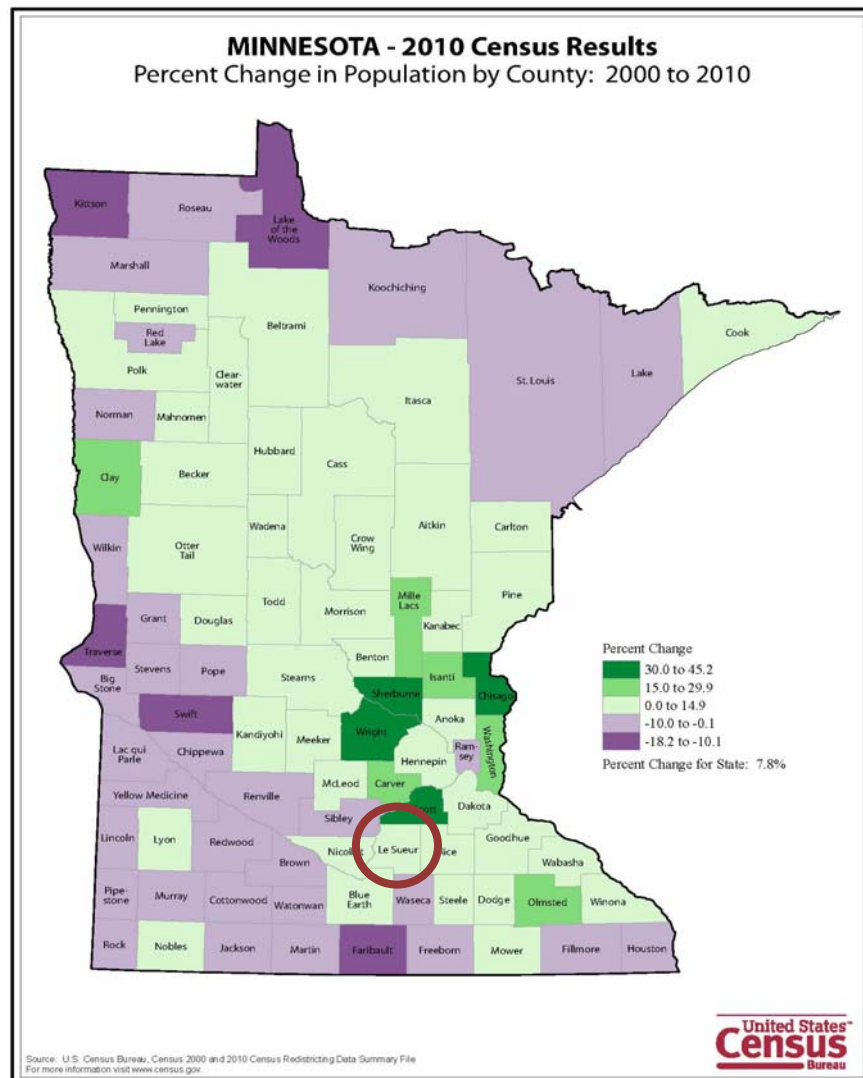 MINNESOTA - 2010 Census Results
Percent Change in Population by County: 2000 to 2010
Kittson
Roseau
Lake
of the
Woods
Marshall
Koochiching
Pennington
Beltrami
Red
Lake
Cook
Polk
Clear-
water
St. Louis
Lake
Itasca
Norman
Mahnomen
Hubbard
Cass
Clay
Becker
Wadena
Crow
Wing
Aitkin
Carlton
Wilkin
Otter
Tail
Todd
Mille
Lacs
Pine
Grant
Douglas
Morrison
Kanabec
Traverse
Benton
Big
Stone
Stevens
Pope
Stearns
Sherburne
Isanti
Chisago
Swift
Kandiyohi
Meeker
Wright
Anoka
Washington
Lac qui
Parle
Chippewa
Hennepin
Ram-
sey
McLeod
Carver
Yellow Medicine
Renville
Sibley
Dakota
Lincoln
Lyon
Redwood
Nicollet
Le Sueur
Rice
Goodhue
Wabasha
Brown
Pipe-
stone
Murray
Cottonwood
Watonwan
Blue
Earth
Waseca
Steele
Dodge
Olmsted
Winona
Rock
Nobles
Jackson
Martin
Faribault
Freeborn
Mower
Fillmore
Houston
Percent Change
30.0 to 45.2
15.0 to 29.9
0.0 to 14.9
-10.0 to -0.1
-18.2 to -10.1
Percent Change for State: 7.8%
Source: U.S. Census Bureau, Census 2000 and 2010 Census Redistricting Data Summary File
For more information visit www.census.gov.
United States™
Census
Bureau